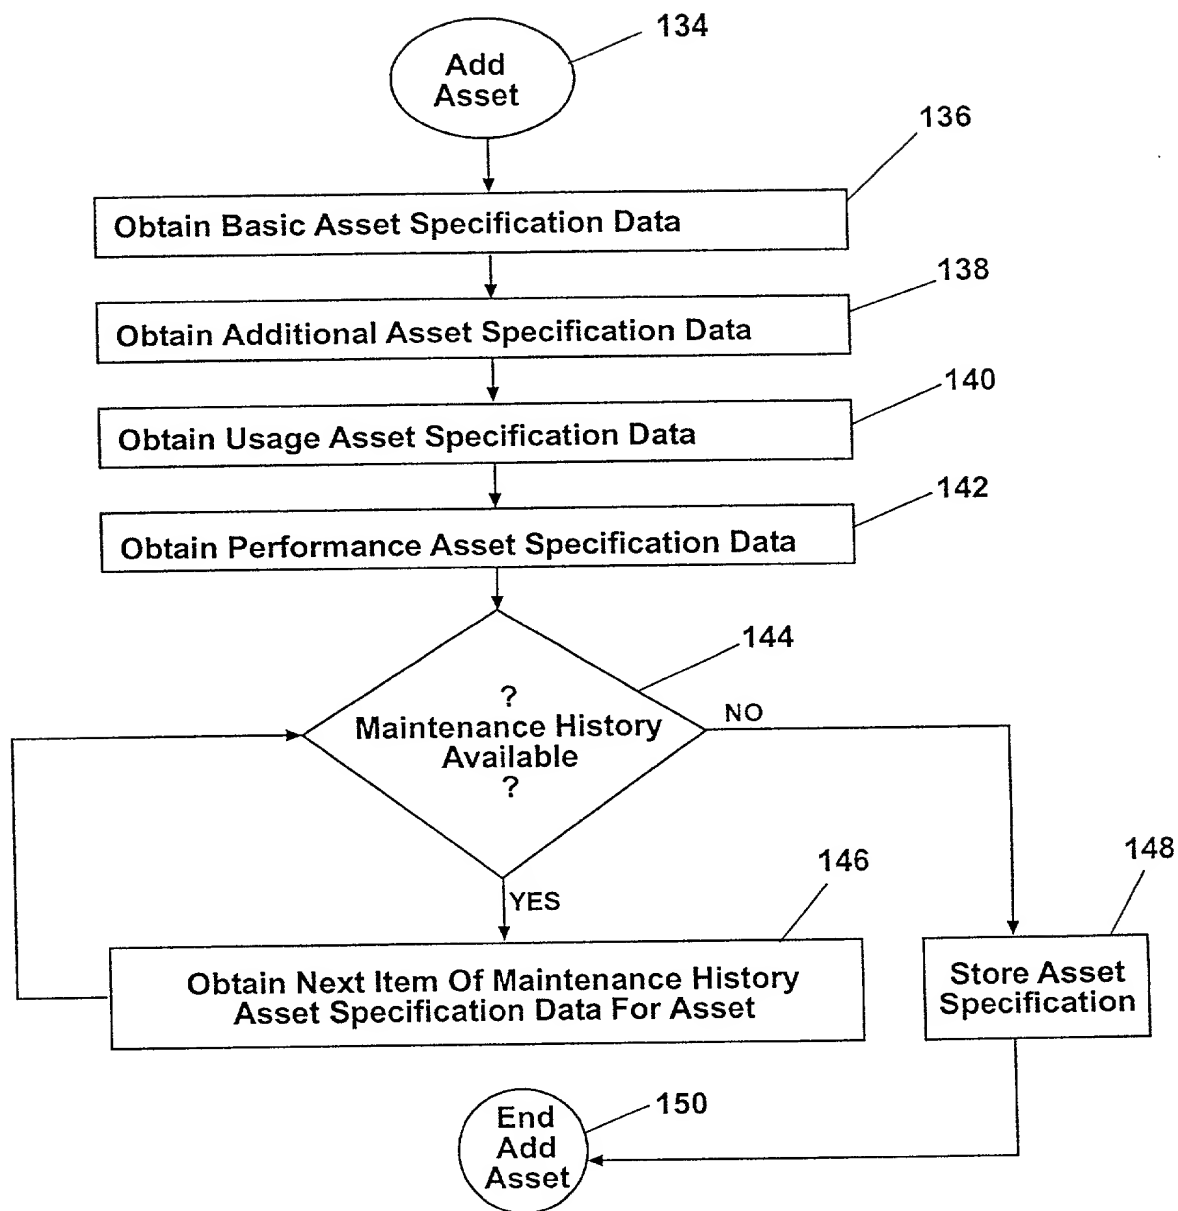 134
Add
Asset
136
Obtain Basic Asset Specification Data
138
Obtain Additional Asset Specification Data
140
Obtain Usage Asset Specification Data
142
Obtain Performance Asset Specification Data
144
?
Maintenance History
Available
?
NO
YES
146
148
Obtain Next Item Of Maintenance History
Asset Specification Data For Asset
Store Asset
Specification
150
End
Add
Asset